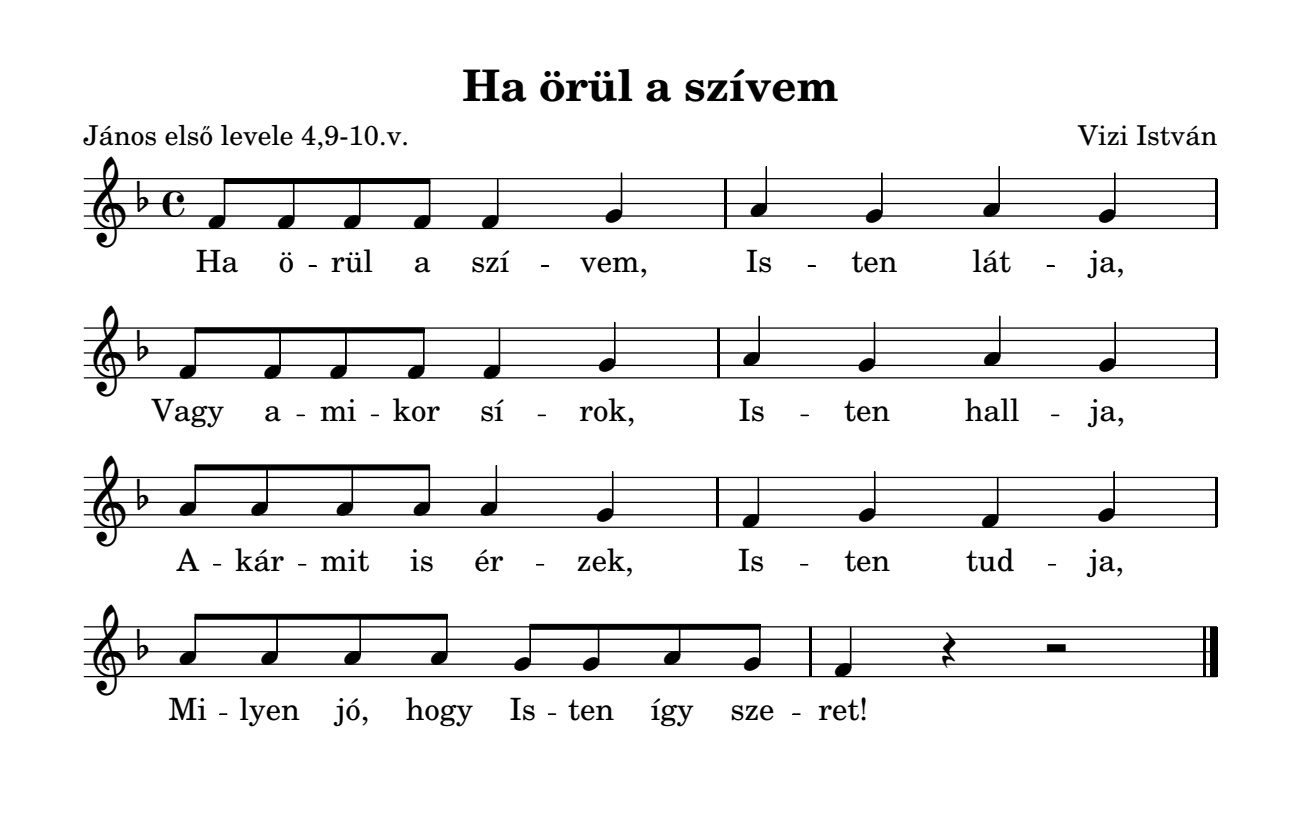 Ha örül a szívem
János első levele 4,9-10.v. Vizi István
Ha ö - rül a szí - vem, Is - ten lát - ja,
Vagy a - mi - kor sí - rok, Is - ten hall - ja,
A - kár - mit is ér - zek, Is - ten tud - ja,
Mi - lyen jó, hogy Is - ten így sze - ret!